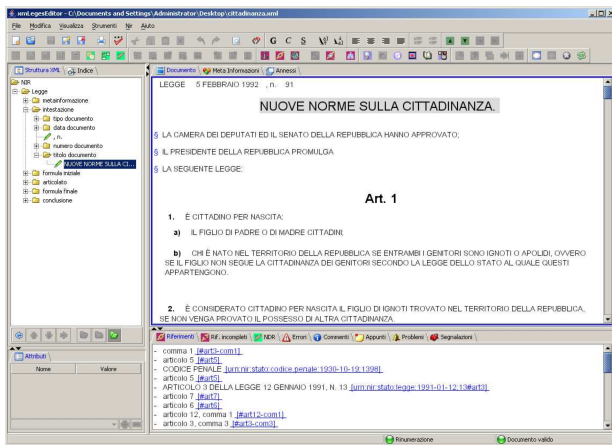 xmLegesEditor - C:\Documents and Settings\Administrator\Desktop\cittadinanza.xml
File Modifica Visualizza Strumenti Nir Aiuto
G C S
Struttura XML Indice
NIR
Legge
metainformazione
intestazione
tipo documento
data documento
, n.
numero documento
titolo documento
NUOVE NORME SULLA CI...
formula iniziale
articolato
formula finale
conclusione
Attributi
Nome Valore
Documento Meta Informazioni Annessi
LEGGE 5 FEBBRAIO 1992 , n. 91
NUOVE NORME SULLA CITTADINANZA.
§ LA CAMERA DEI DEPUTATI ED IL SENATO DELLA REPUBBLICA HANNO APPROVATO;
§ IL PRESIDENTE DELLA REPUBBLICA PROMULGA
§ LA SEGUENTE LEGGE:
Art. 1
1. È CITTADINO PER NASCITA:
a) IL FIGLIO DI PADRE O DI MADRE CITTADINI;
b) CHI È NATO NEL TERRITORIO DELLA REPUBBLICA SE ENTRAMBI I GENITORI SONO IGNOTI O APOLIDI, OVVERO
SE IL FIGLIO NON SEGUE LA CITTADINANZA DEI GENITORI SECONDO LA LEGGE DELLO STATO AL QUALE QUESTI
APPARTENGONO.
2. È CONSIDERATO CITTADINO PER NASCITA IL FIGLIO DI IGNOTI TROVATO NEL TERRITORIO DELLA REPUBBLICA,
SE NON VENGA PROVATO IL POSSESSO DI ALTRA CITTADINANZA
Riferimenti Rif. incompleti NDR Errori Commenti Appunti Problemi Segnalazioni
- comma 1 [#art3-com1]
- articolo 5 [#art5]
- CODICE PENALE [urn:nir:stato:codice.penale:1930-10-19;1398]
- articolo 5 [#art5]
- ARTICOLO 3 DELLA LEGGE 12 GENNAIO 1991, N. 13 [urn:nir:stato:legge:1991-01-12;13#art3]
- articolo 7 [#art7]
- articolo 6 [#art6]
- articolo 12, comma 1 [#art12-com1]
- articolo 3, comma 3 [#art3-com3]
Rinumerazione Documento valido